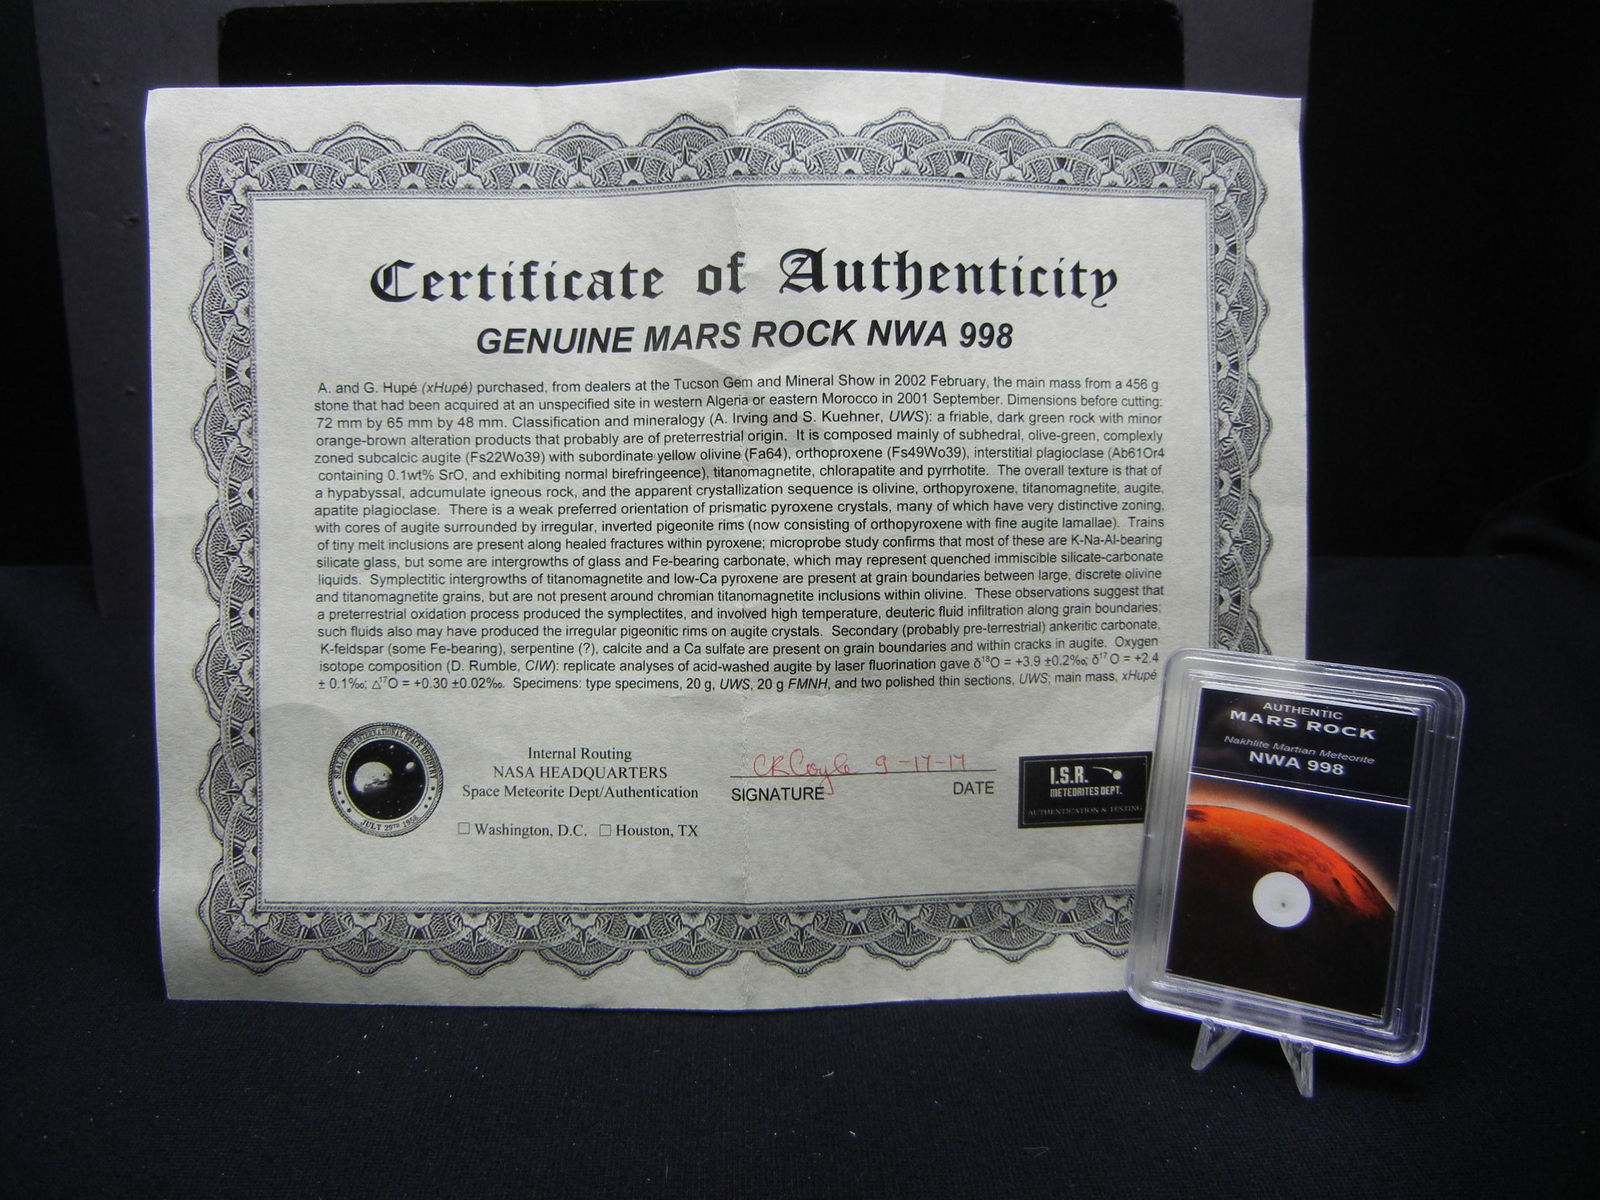 Certificate of Authenticity
GENUINE MARS ROCK NWA 998
A. and G. Hupé (xHupé) purchased, from dealers at the Tucson Gem and Mineral Show in 2002 February, the main mass from a 456 g
stone that had been acquired at an unspecified site in western Algeria or eastern Morocco in 2001 September. Dimensions before cutting:
72 mm by 65 mm by 48 mm. Classification and mineralogy (A. Irving and S. Kuehner, UWS): a friable, dark green rock with minor
orange-brown alteration products that probably are of preterrestrial origin. It is composed mainly of subhedral, olive-green, complexly
zoned subcalcic augite (Fs22Wo39) with subordinate yellow olivine (Fa64), orthoproxene (Fs49Wo39), interstitial plagioclase (Ab61Or4
containing 0.1wt% SrO, and exhibiting normal birefringeence), titanomagnetite, chlorapatite and pyrrhotite. The overall texture is that of
a hypabyssal, adcumulate igneous rock, and the apparent crystallization sequence is olivine, orthopyroxene, titanomagnetite, augite,
apatite plagioclase. There is a weak preferred orientation of prismatic pyroxene crystals, many of which have very distinctive zoning,
with cores of augite surrounded by irregular, inverted pigeonite rims (now consisting of orthopyroxene with fine augite lamallae). Trains
of tiny melt inclusions are present along healed fractures within pyroxene; microprobe study confirms that most of these are K-Na-Al-bearing
silicate glass, but some are intergrowths of glass and Fe-bearing carbonate, which may represent quenched immiscible silicate-carbonate
liquids. Symplectitic intergrowths of titanomagnetite and low-Ca pyroxene are present at grain boundaries between large, discrete olivine
and titanomagnetite grains, but are not present around chromian titanomagnetite inclusions within olivine. These observations suggest that
a preterrestrial oxidation process produced the symplectites, and involved high temperature, deuteric fluid infiltration along grain boundaries;
such fluids also may have produced the irregular pigeonitic rims on augite crystals. Secondary (probably pre-terrestrial) ankeritic carbonate,
K-feldspar (some Fe-bearing), serpentine (?), calcite and a Ca sulfate are present on grain boundaries and within cracks in augite. Oxygen
isotope composition (D. Rumble, CIW): replicate analyses of acid-washed augite by laser fluorination gave δ18O = +3.9 ±0.2‰; δ17 O = +2.4
± 0.1‰; △17O = +0.30 ±0.02‰. Specimens: type specimens, 20 g, UWS, 20 g FMNH, and two polished thin sections, UWS; main mass, xHupé
JULY 29TH 1958
Internal Routing
NASA HEADQUARTERS
Space Meteorite Dept/Authentication
☐ Washington, D.C. ☐ Houston, TX
CR Coyle 9-17-17
SIGNATURE DATE
I.S.R.
METEORITES DEPT.
AUTHENTICATION & TESTING
AUTHENTIC
MARS ROCK
Nakhlite Martian Meteorite
NWA 998